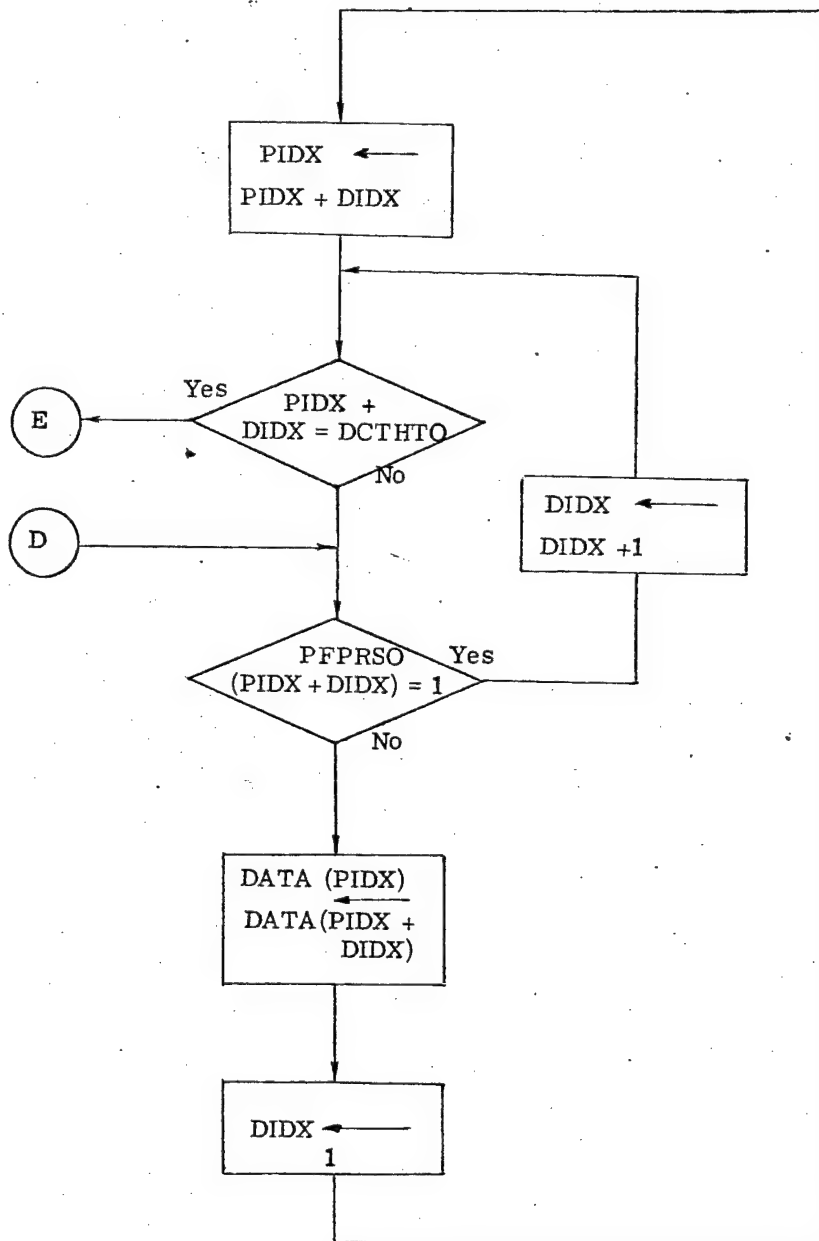 PIDX ←
PIDX + DIDX
Yes
PIDX +
DIDX = DCTHTO
E
No
DIDX ←
DIDX +1
D
PFPRSO
(PIDX + DIDX) = 1
Yes
No
DATA (PIDX)
←
DATA(PIDX +
DIDX)
DIDX ←
1